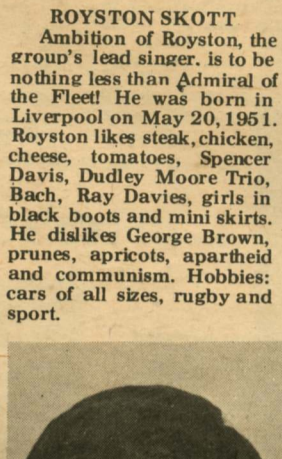 ROYSTON SKOTT
Ambition of Royston, the
group's lead singer. is to be
nothing less than Admiral of
the Fleet! He was born in
Liverpool on May 20, 1951.
Royston likes steak, chicken,
cheese, tomatoes, Spencer
Davis, Dudley Moore Trio,
Bach, Ray Davies, girls in
black boots and mini skirts.
He dislikes George Brown,
prunes, apricots, apartheid
and communism. Hobbies:
cars of all sizes, rugby and
sport.